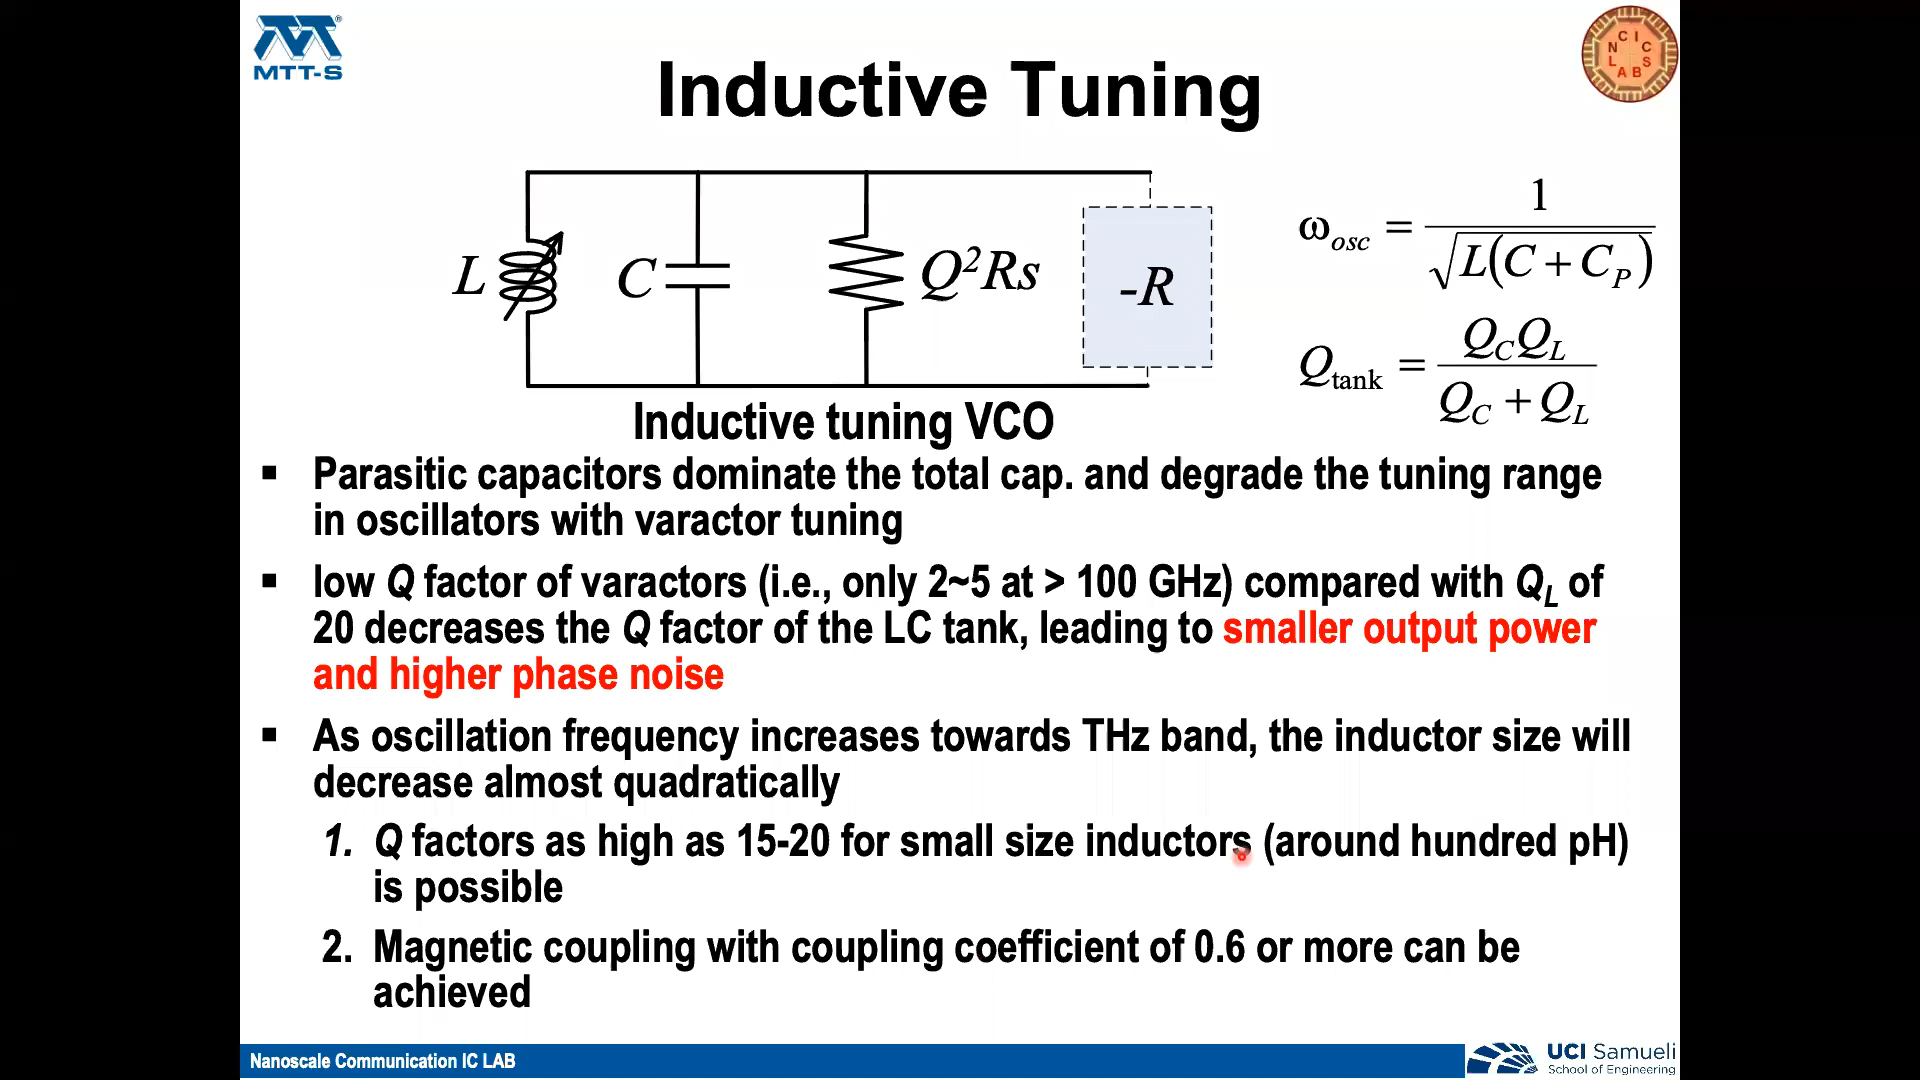 MTT-S
NCICSLAB
Inductive Tuning
L
C
Q²Rs
-R
ω_osc = 1 / √L(C + C_P)
Q_tank = Q_C Q_L / Q_C + Q_L
Inductive tuning VCO
▪ Parasitic capacitors dominate the total cap. and degrade the tuning range
in oscillators with varactor tuning
▪ low Q factor of varactors (i.e., only 2~5 at > 100 GHz) compared with Q_L of
20 decreases the Q factor of the LC tank, leading to smaller output power
and higher phase noise
▪ As oscillation frequency increases towards THz band, the inductor size will
decrease almost quadratically
1. Q factors as high as 15-20 for small size inductors (around hundred pH)
is possible
2. Magnetic coupling with coupling coefficient of 0.6 or more can be
achieved
Nanoscale Communication IC LAB
UCI Samueli
School of Engineering